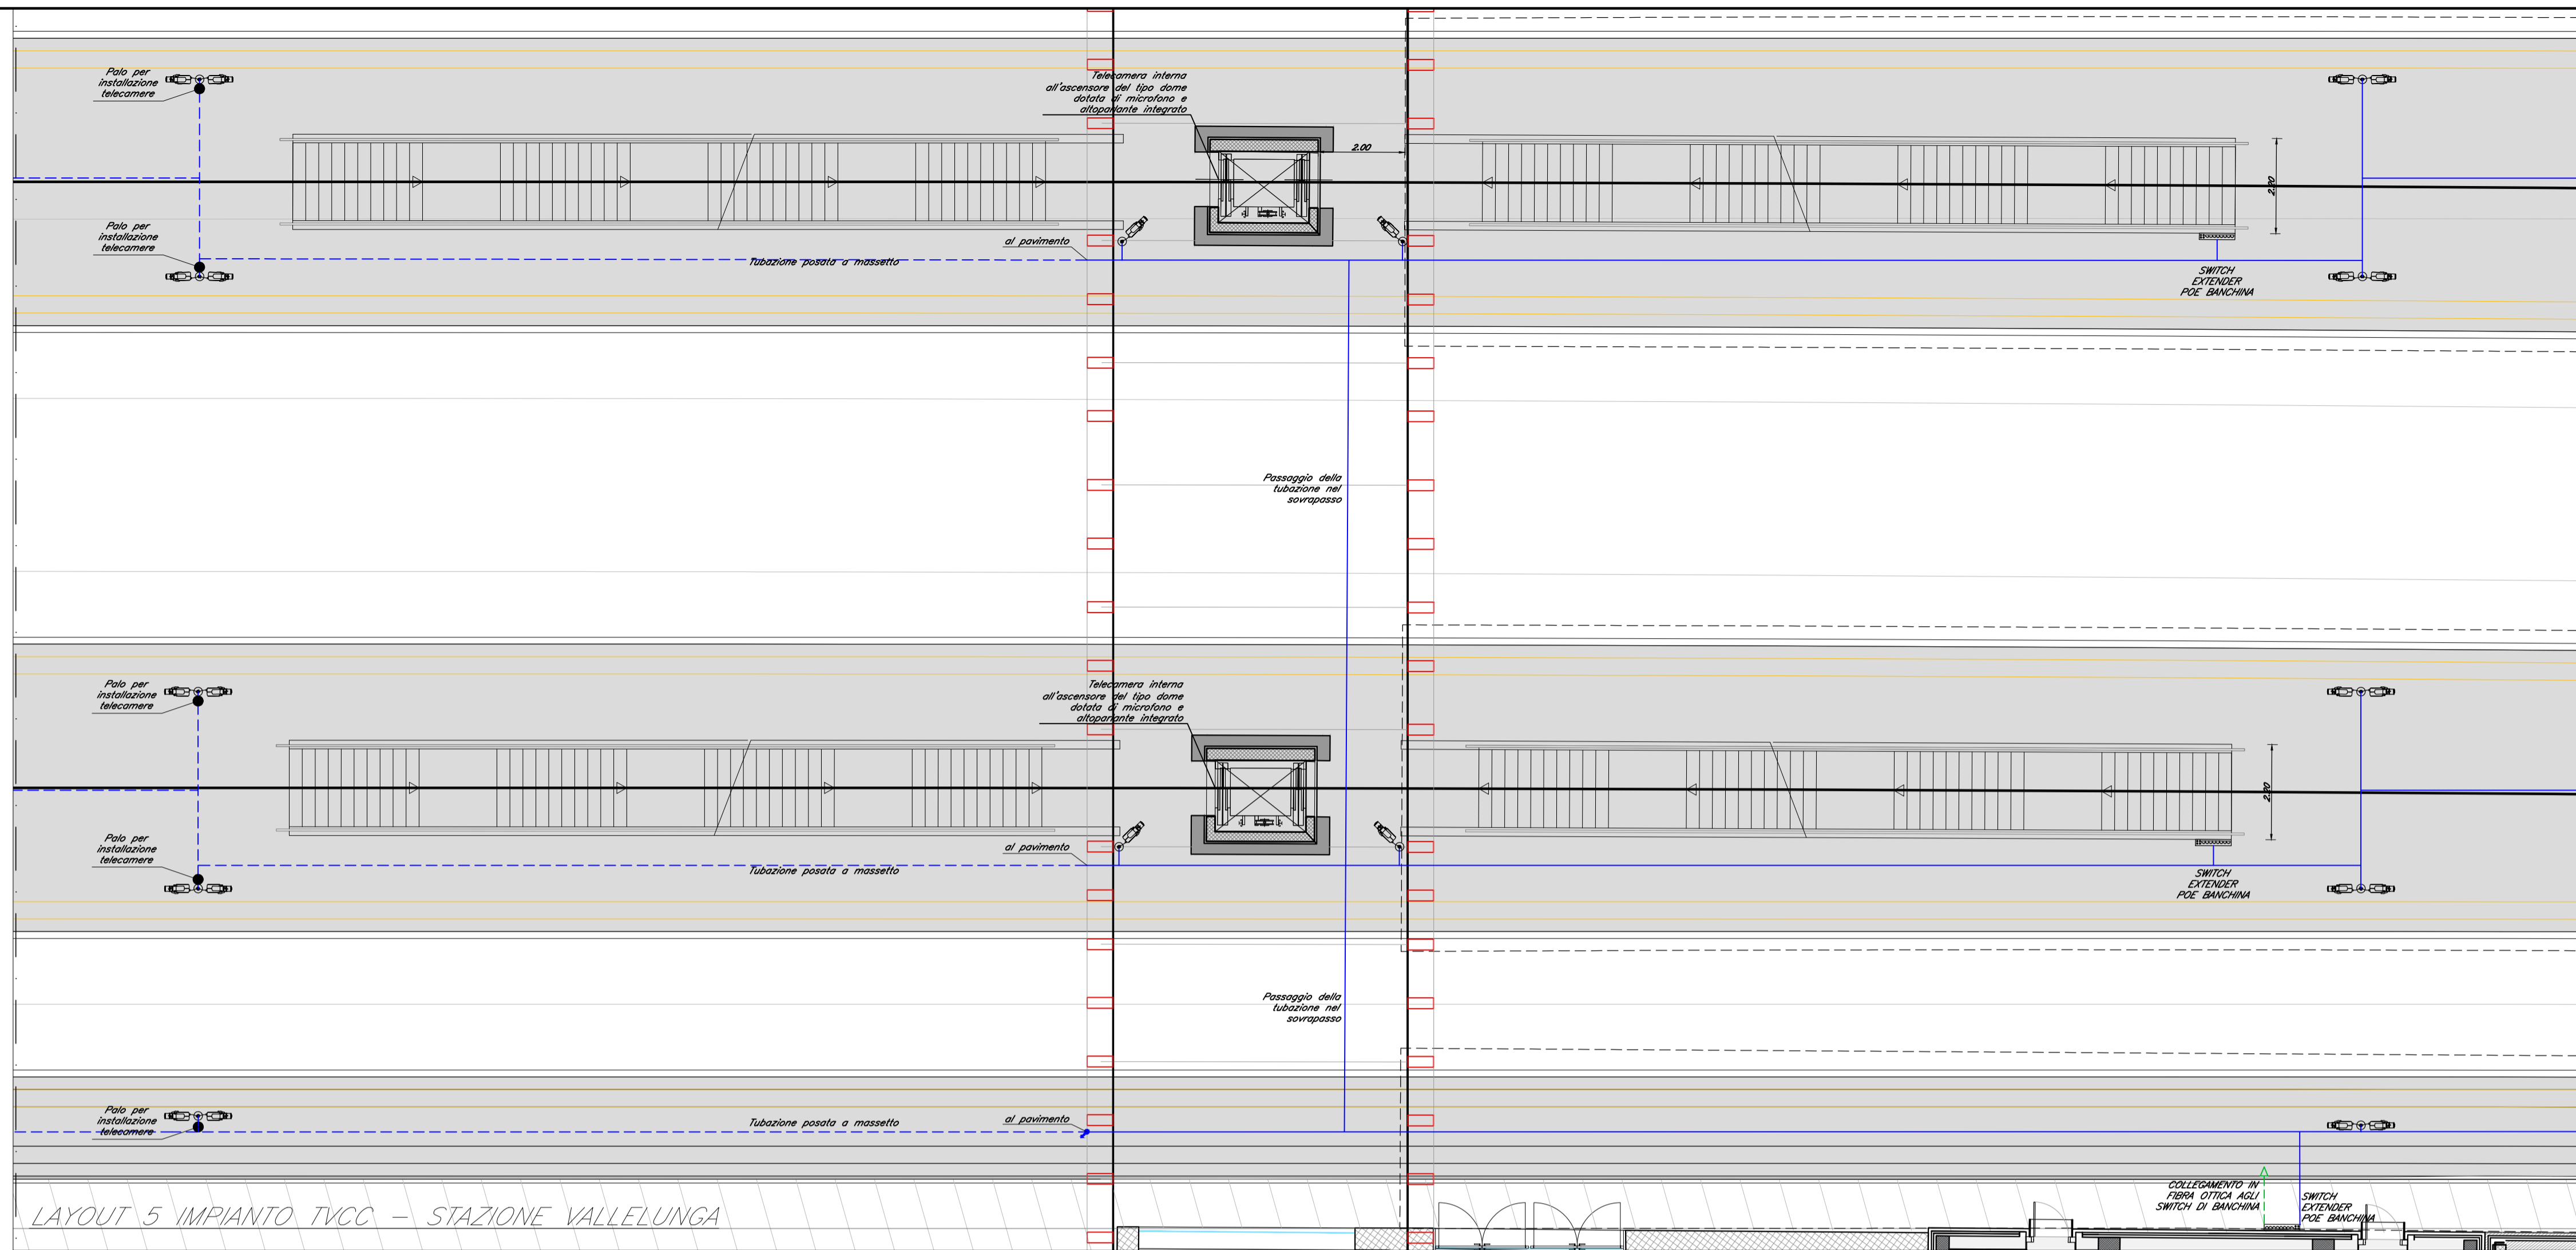 Palo per
installazione
telecamere
Telecamera interna
all'ascensore del tipo dome
dotata di microfono e
altoparlante integrato
2.00
2.20
Palo per
installazione
telecamere
al pavimento
Tubazione posata a massetto
SWITCH
EXTENDER
POE BANCHINA
Passaggio della
tubazione nel
sovrapasso
Palo per
installazione
telecamere
Telecamera interna
all'ascensore del tipo dome
dotata di microfono e
altoparlante integrato
2.20
Palo per
installazione
telecamere
al pavimento
Tubazione posata a massetto
SWITCH
EXTENDER
POE BANCHINA
Passaggio della
tubazione nel
sovrapasso
Palo per
installazione
telecamere
Tubazione posata a massetto
al pavimento
COLLEGAMENTO IN
FIBRA OTTICA AGLI
SWITCH DI BANCHINA
SWITCH
EXTENDER
POE BANCHINA
LAYOUT 5 IMPIANTO TVCC - STAZIONE VALLELUNGA